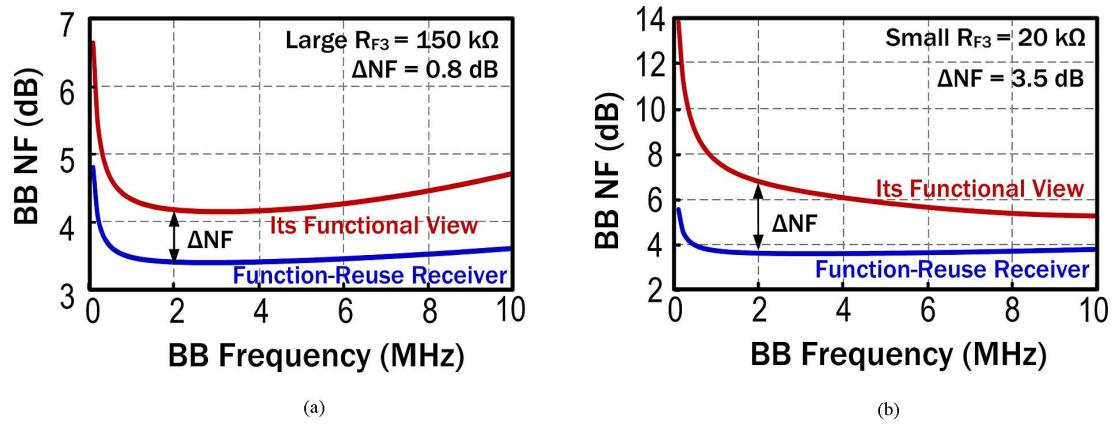 7
6
5
4
3
BB NF (dB)
Large RF3 = 150 kΩ
ΔNF = 0.8 dB
ΔNF
Its Functional View
Function-Reuse Receiver
0 2 4 6 8 10
BB Frequency (MHz)
(a)
14
12
10
8
6
4
2
BB NF (dB)
Small RF3 = 20 kΩ
ΔNF = 3.5 dB
Its Functional View
ΔNF
Function-Reuse Receiver
0 2 4 6 8 10
BB Frequency (MHz)
(b)